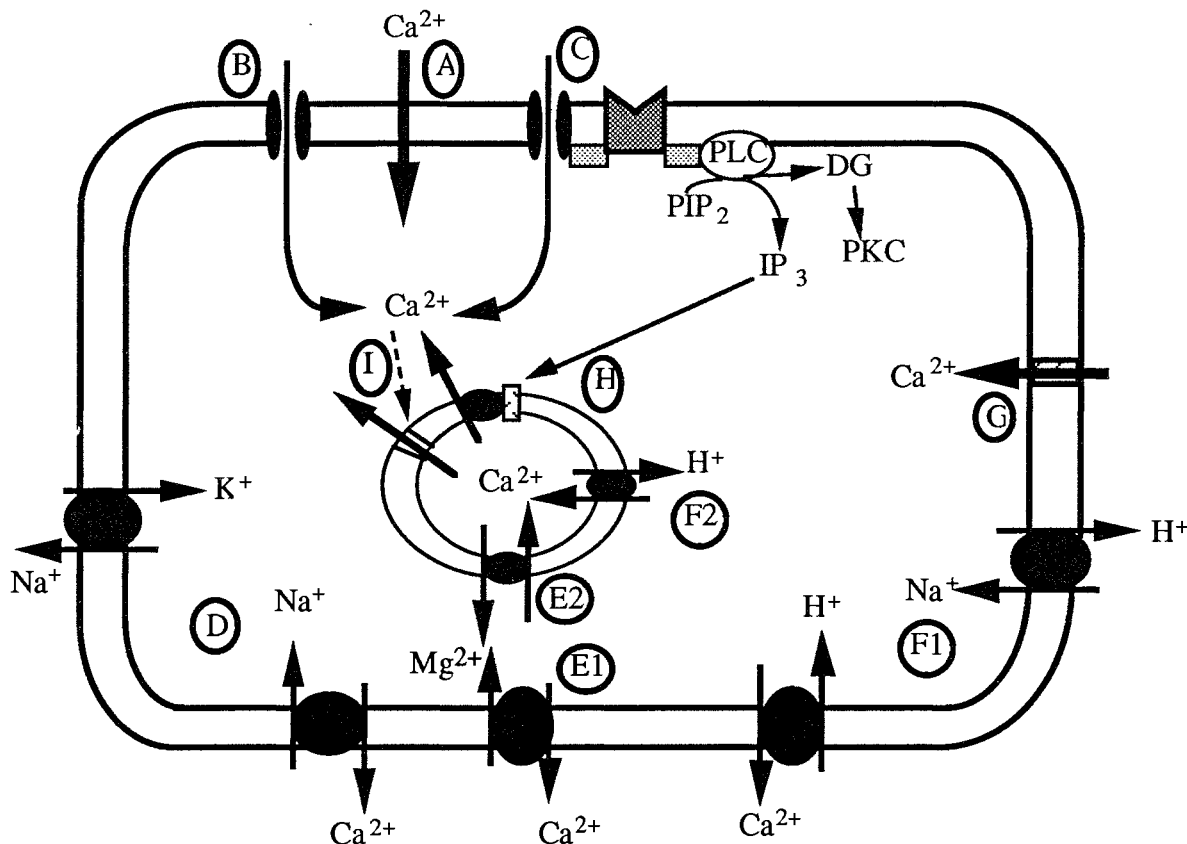 Ca²⁺
B
A
C
PLC
DG
PIP₂
PKC
IP₃
Ca²⁺
I
H
Ca²⁺
G
Ca²⁺
H⁺
F2
K⁺
Na⁺
H⁺
Na⁺
E2
Na⁺
D
H⁺
F1
Mg²⁺
E1
Ca²⁺
Ca²⁺
Ca²⁺